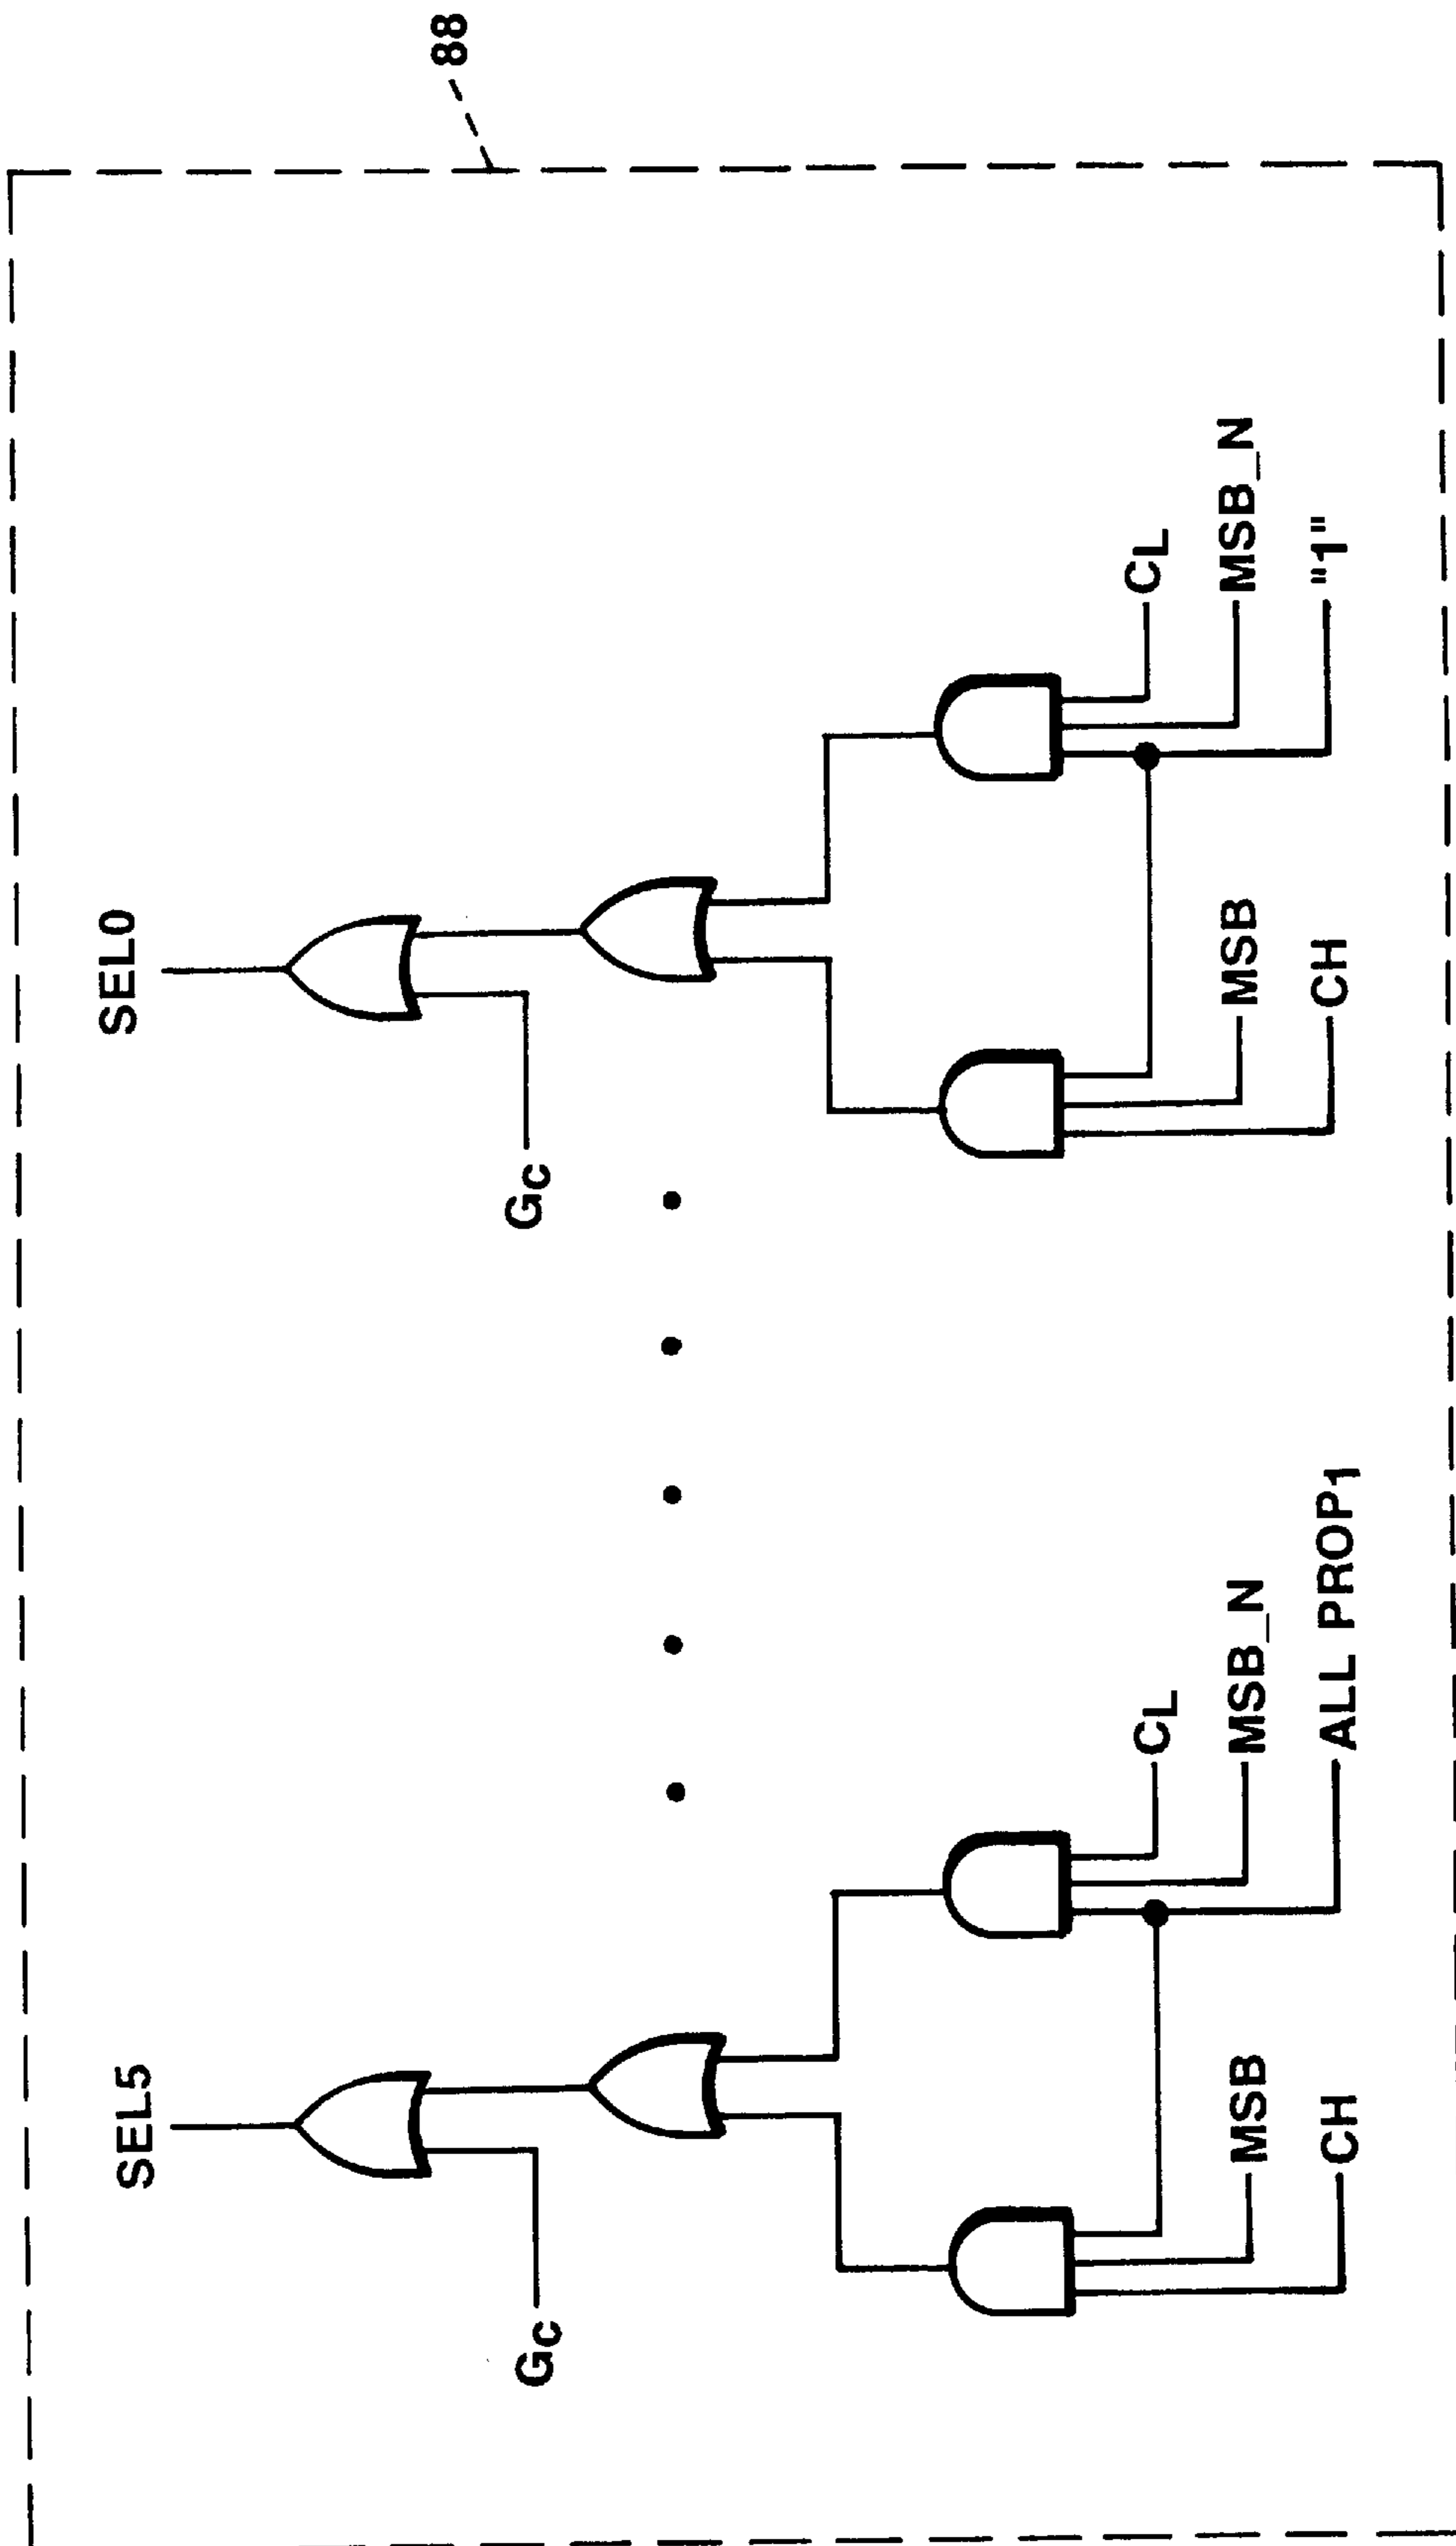 88
SEL5
SEL0
Gc
Gc
CL
CL
MSB
MSB_N
MSB
MSB_N
CH
ALL PROP1
CH
"1"